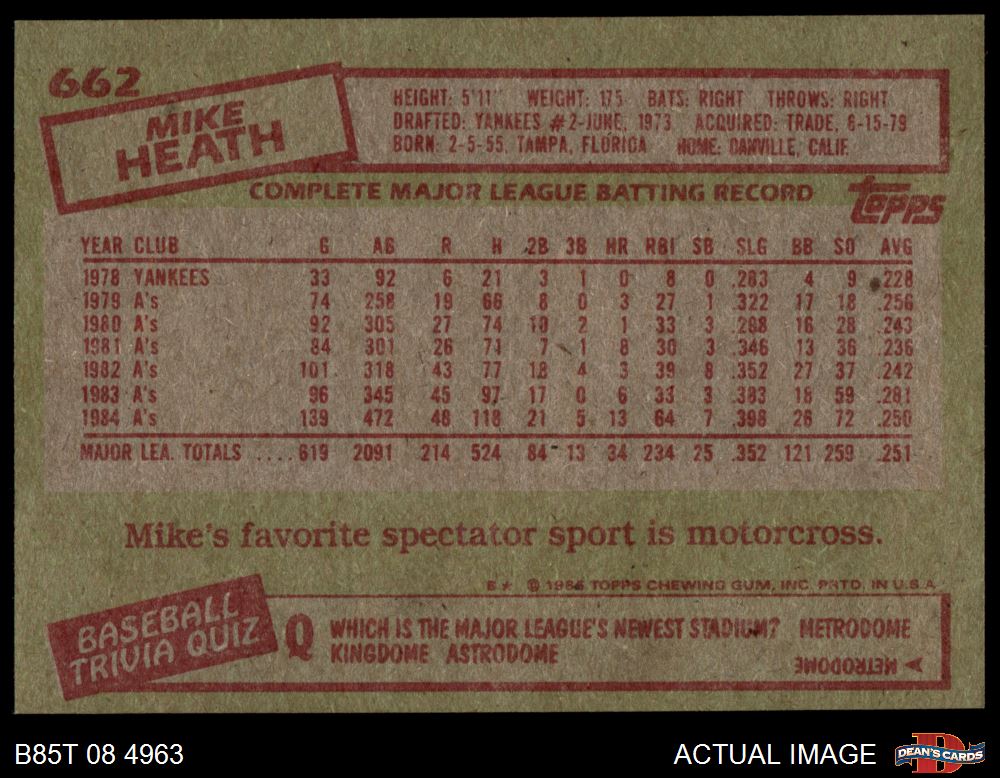 662
MIKE
HEATH
HEIGHT: 5'11" WEIGHT: 175 BATS: RIGHT THROWS: RIGHT
DRAFTED: YANKEES #2-JUNE, 1973 ACQUIRED: TRADE, 6-15-79
BORN: 2-5-55, TAMPA, FLORIDA HOME: DANVILLE, CALIF.
COMPLETE MAJOR LEAGUE BATTING RECORD
Topps
YEAR CLUB G AB R H 2B 3B HR RBI SB SLG BB SO AVG
1978 YANKEES 33 92 6 21 3 1 0 8 0 .283 4 9 .228
1979 A's 74 258 19 66 8 0 3 27 1 .322 17 18 .256
1980 A's 92 305 27 74 10 2 1 33 3 .298 16 28 .243
1981 A's 84 301 26 71 7 1 8 30 3 .346 13 36 .236
1982 A's 101 318 43 77 18 4 3 39 8 .352 27 37 .242
1983 A's 96 345 45 97 17 0 6 33 3 .383 18 59 .281
1984 A's 139 472 48 118 21 5 13 64 7 .398 26 72 .250
MAJOR LEA. TOTALS .... 619 2091 214 524 84 13 34 234 25 .352 121 259 .251
Mike's favorite spectator sport is motorcross.
B* © 1985 TOPPS CHEWING GUM, INC. PRTD. IN U.S.A.
BASEBALL
TRIVIA QUIZ
Q WHICH IS THE MAJOR LEAGUE'S NEWEST STADIUM? METRODOME
KINGDOME ASTRODOME
METRODOME
B85T 08 4963
ACTUAL IMAGE
DEAN'S CARDS